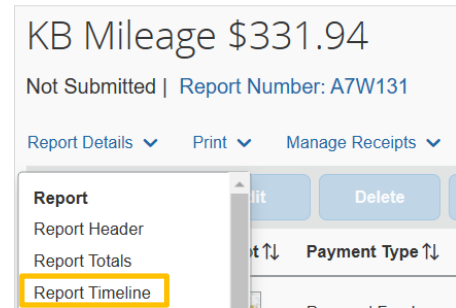 KB Mileage $331.94
Not Submitted | Report Number: A7W131
Report Details Print Manage Receipts
Delete
Report
Report Header
Report Totals
Report Timeline
Payment Type